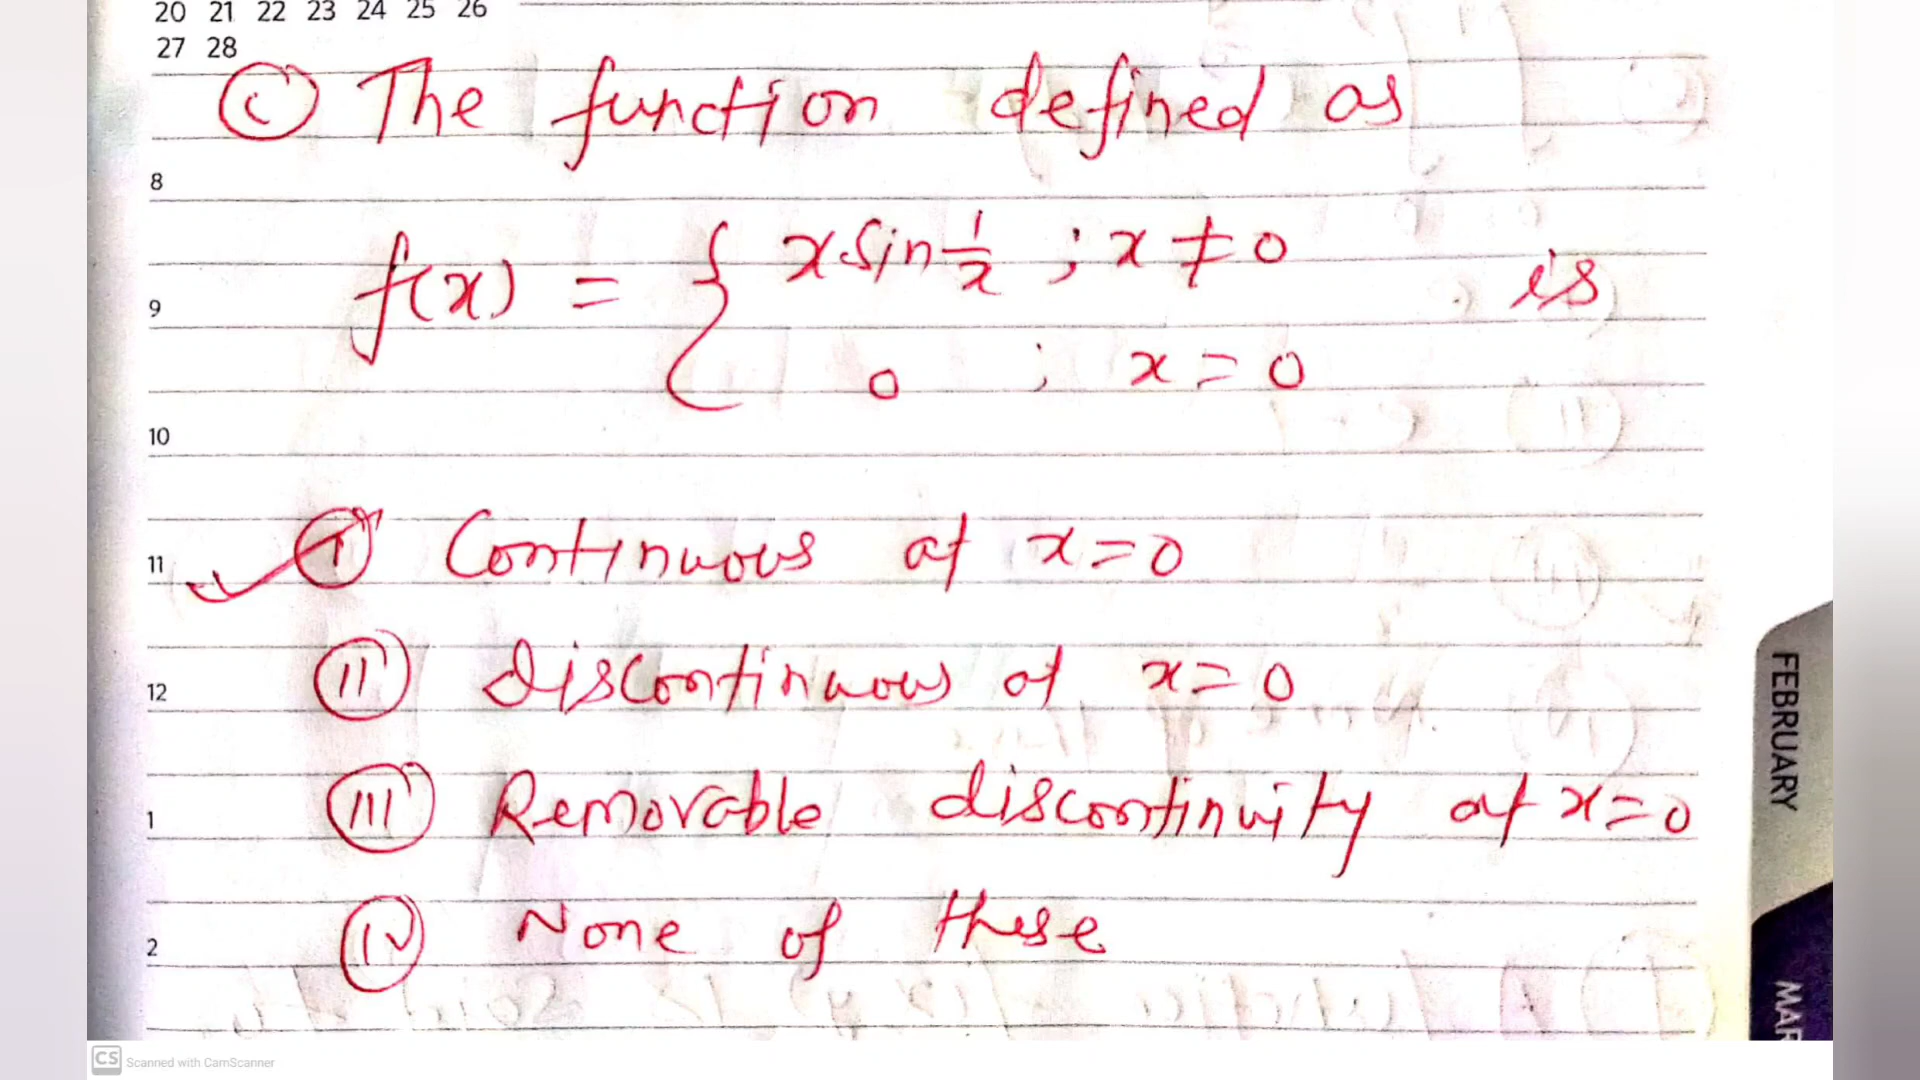 20 21 22 23 24 25 26
27 28
Ⓒ The function defined as
8
f(x) = { x sin 1/x ; x ≠ 0
is
9
0 ; x = 0
10
Ⓘ Continuous at x=0
11
Ⓘⓘ Discontinuous at x=0
12
(III) Removable discontinuity at x=0
1
(IV) None of these
2
FEBRUARY
MAR
CS Scanned with CamScanner